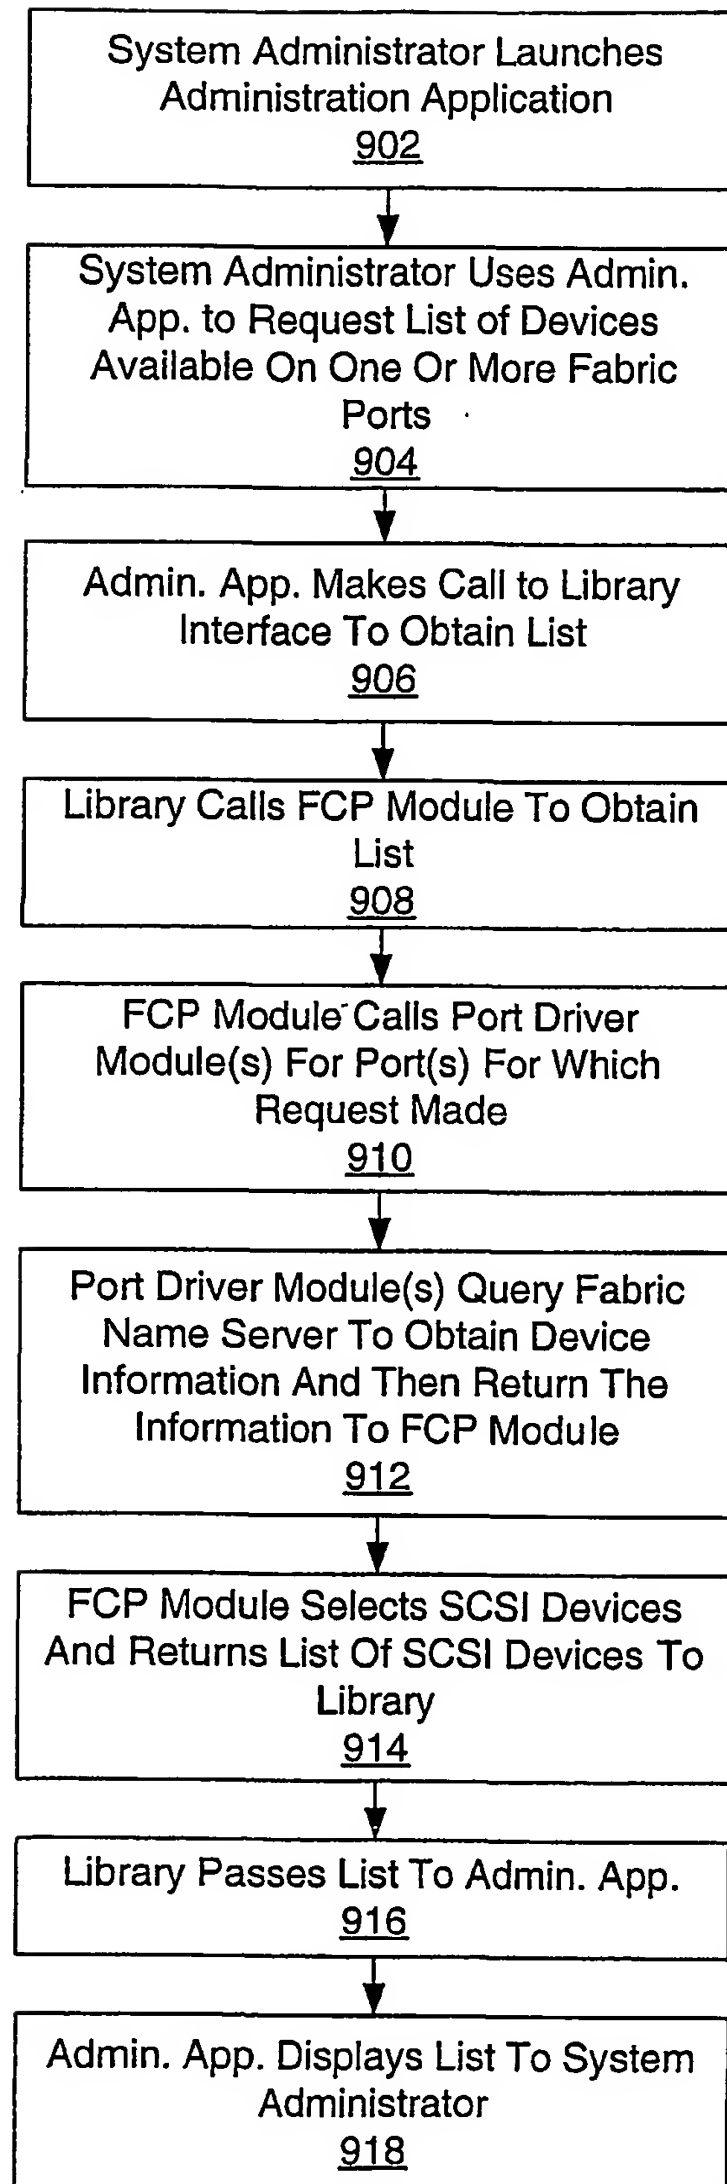 System Administrator Launches
Administration Application
902
System Administrator Uses Admin.
App. to Request List of Devices
Available On One Or More Fabric
Ports
904
Admin. App. Makes Call to Library
Interface To Obtain List
906
Library Calls FCP Module To Obtain
List
908
FCP Module Calls Port Driver
Module(s) For Port(s) For Which
Request Made
910
Port Driver Module(s) Query Fabric
Name Server To Obtain Device
Information And Then Return The
Information To FCP Module
912
FCP Module Selects SCSI Devices
And Returns List Of SCSI Devices To
Library
914
Library Passes List To Admin. App.
916
Admin. App. Displays List To System
Administrator
918